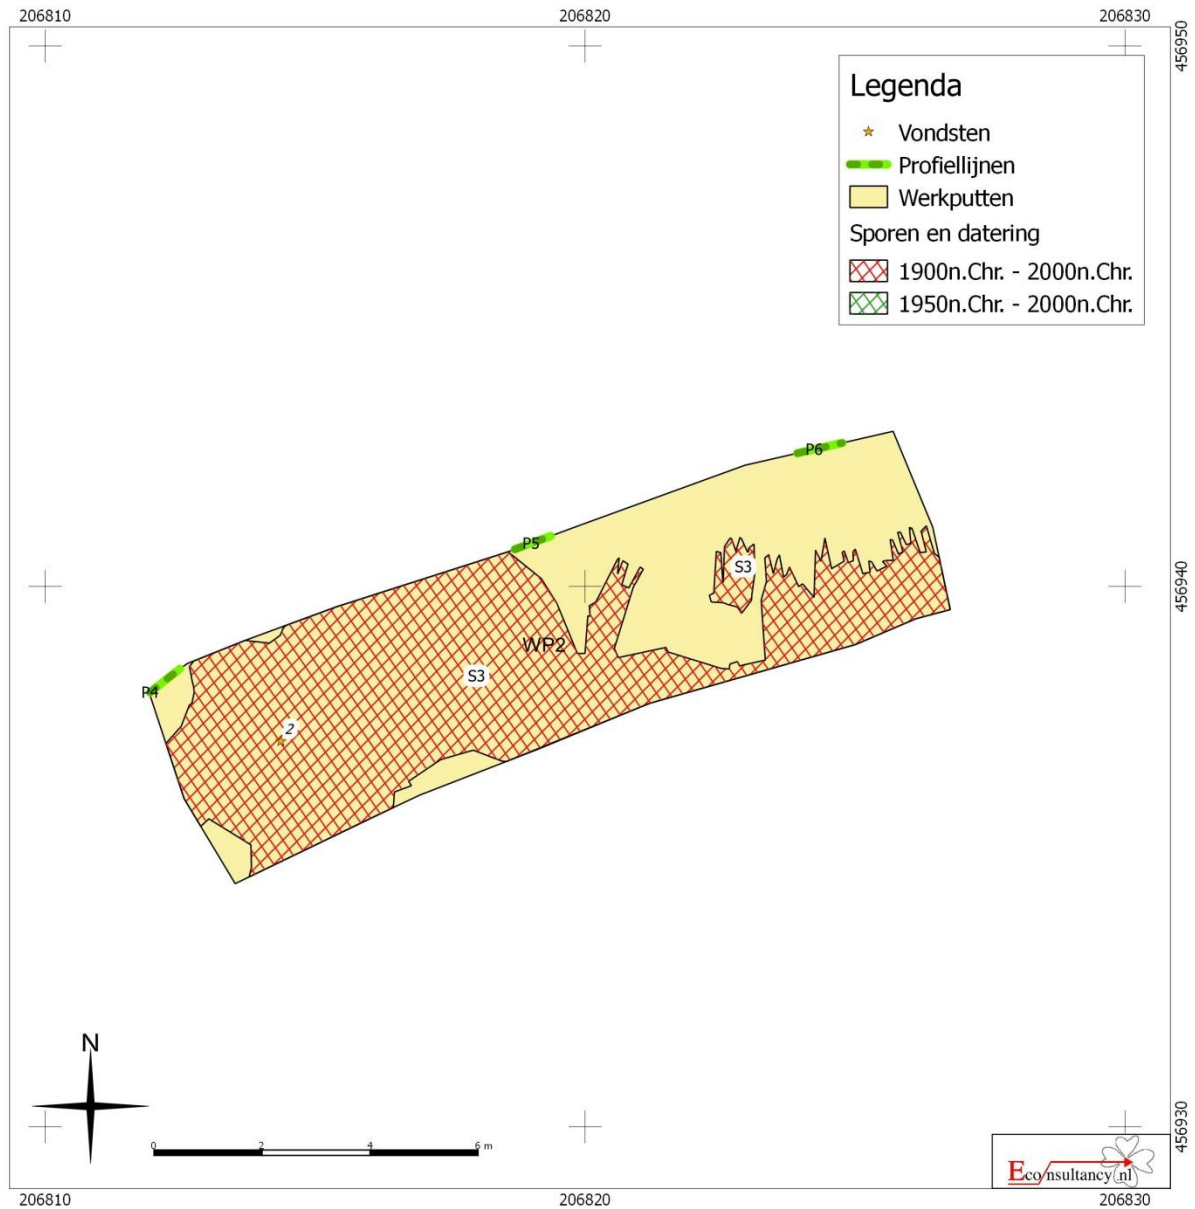 206810 206820 206830
456950
Legenda
Vondsten
Profiellijnen
Werkputten
Sporen en datering
1900n.Chr. - 2000n.Chr.
1950n.Chr. - 2000n.Chr.
P6
P5
S3
456940
WP2
S3
P4
2
N
456930
0 2 4 6 m
Econsultancy.nl
206810 206820 206830